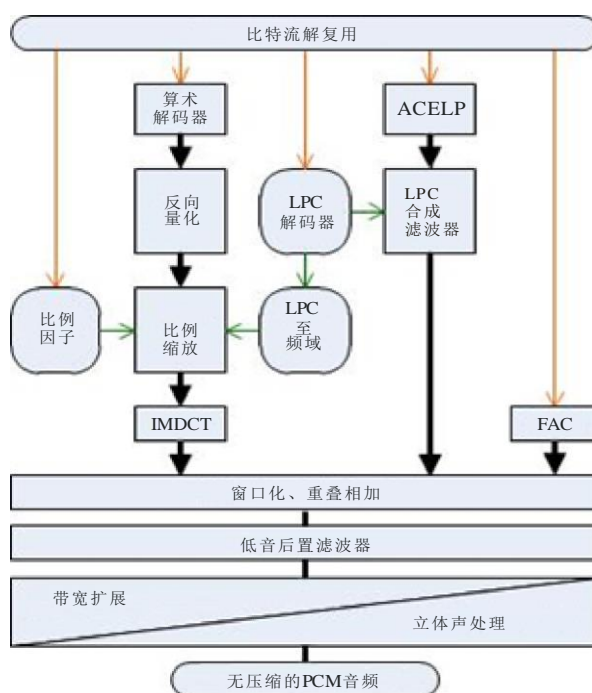 比特流解复用
算术
解码器
ACELP
反向
量化
LPC
解码器
LPC
合成
滤波器
比例
因子
比例
缩放
LPC
至
频域
IMDCT
FAC
窗口化、重叠相加
低音后置滤波器
带宽扩展
立体声处理
无压缩的PCM音频